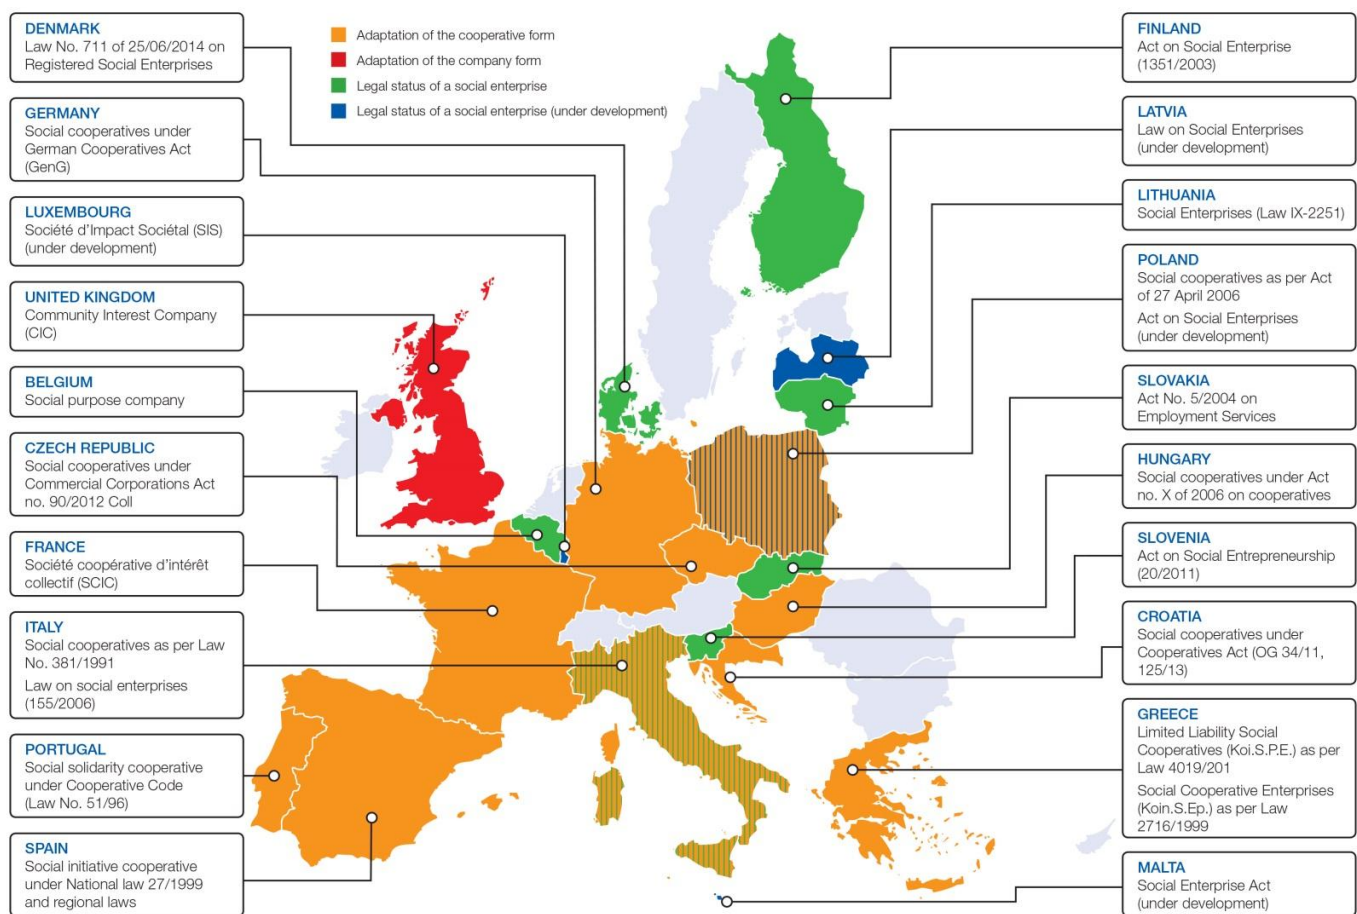 DENMARK
Law No. 711 of 25/06/2014 on
Registered Social Enterprises
GERMANY
Social cooperatives under
German Cooperatives Act
(GenG)
LUXEMBOURG
Société d'Impact Sociétal (SIS)
(under development)
UNITED KINGDOM
Community Interest Company
(CIC)
BELGIUM
Social purpose company
CZECH REPUBLIC
Social cooperatives under
Commercial Corporations Act
no. 90/2012 Coll
FRANCE
Société coopérative d'intérêt
collectif (SCIC)
ITALY
Social cooperatives as per Law
No. 381/1991
Law on social enterprises
(155/2006)
PORTUGAL
Social solidarity cooperative
under Cooperative Code
(Law No. 51/96)
SPAIN
Social initiative cooperative
under National law 27/1999
and regional laws
Adaptation of the cooperative form
Adaptation of the company form
Legal status of a social enterprise
Legal status of a social enterprise (under development)
FINLAND
Act on Social Enterprise
(1351/2003)
LATVIA
Law on Social Enterprises
(under development)
LITHUANIA
Social Enterprises (Law IX-2251)
POLAND
Social cooperatives as per Act
of 27 April 2006
Act on Social Enterprises
(under development)
SLOVAKIA
Act No. 5/2004 on
Employment Services
HUNGARY
Social cooperatives under Act
no. X of 2006 on cooperatives
SLOVENIA
Act on Social Entrepreneurship
(20/2011)
CROATIA
Social cooperatives under
Cooperatives Act (OG 34/11,
125/13)
GREECE
Limited Liability Social
Cooperatives (Koi.S.P.E.) as per
Law 4019/201
Social Cooperative Enterprises
(Koin.S.Ep.) as per Law
2716/1999
MALTA
Social Enterprise Act
(under development)